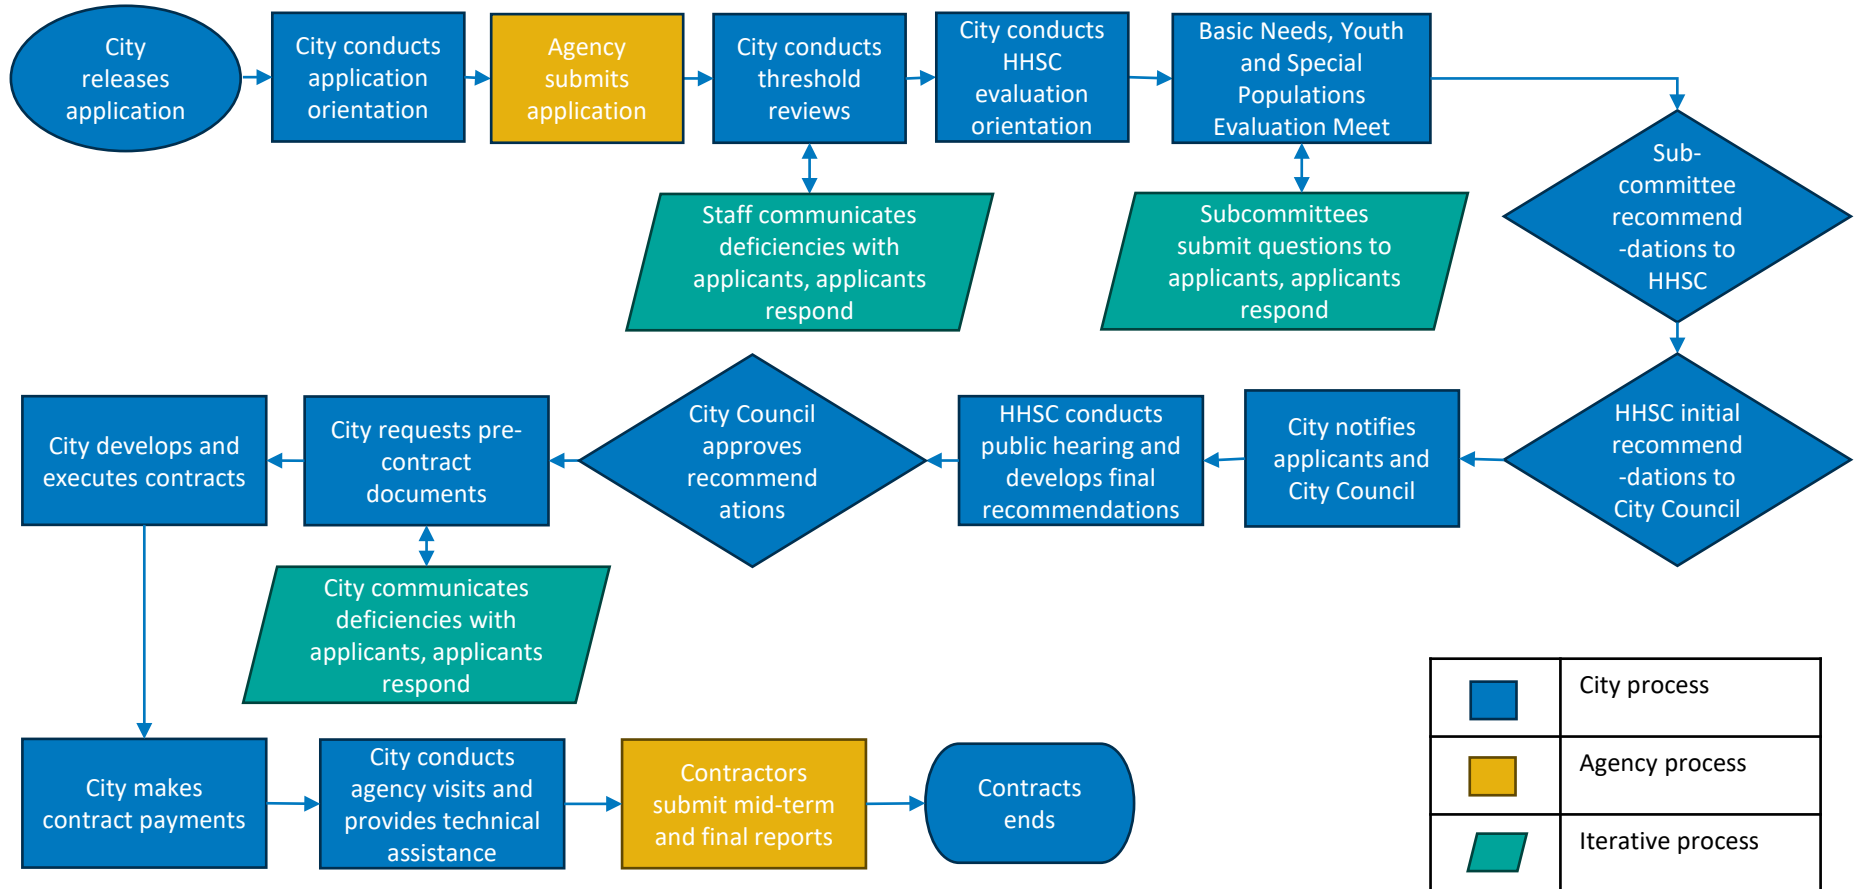 City
releases
application
City conducts
application
orientation
Agency
submits
application
City conducts
threshold
reviews
City conducts
HHSC
evaluation
orientation
Basic Needs, Youth
and Special
Populations
Evaluation Meet
Sub-
committee
recommend
-dations to
HHSC
Staff communicates
deficiencies with
applicants, applicants
respond
Subcommittees
submit questions to
applicants, applicants
respond
City develops and
executes contracts
City requests pre-
contract
documents
City Council
approves
recommend
ations
HHSC conducts
public hearing and
develops final
recommendations
City notifies
applicants and
City Council
HHSC initial
recommend
-dations to
City Council
City communicates
deficiencies with
applicants, applicants
respond
City makes
contract payments
City conducts
agency visits and
provides technical
assistance
Contractors
submit mid-term
and final reports
Contracts
ends
City process
Agency process
Iterative process